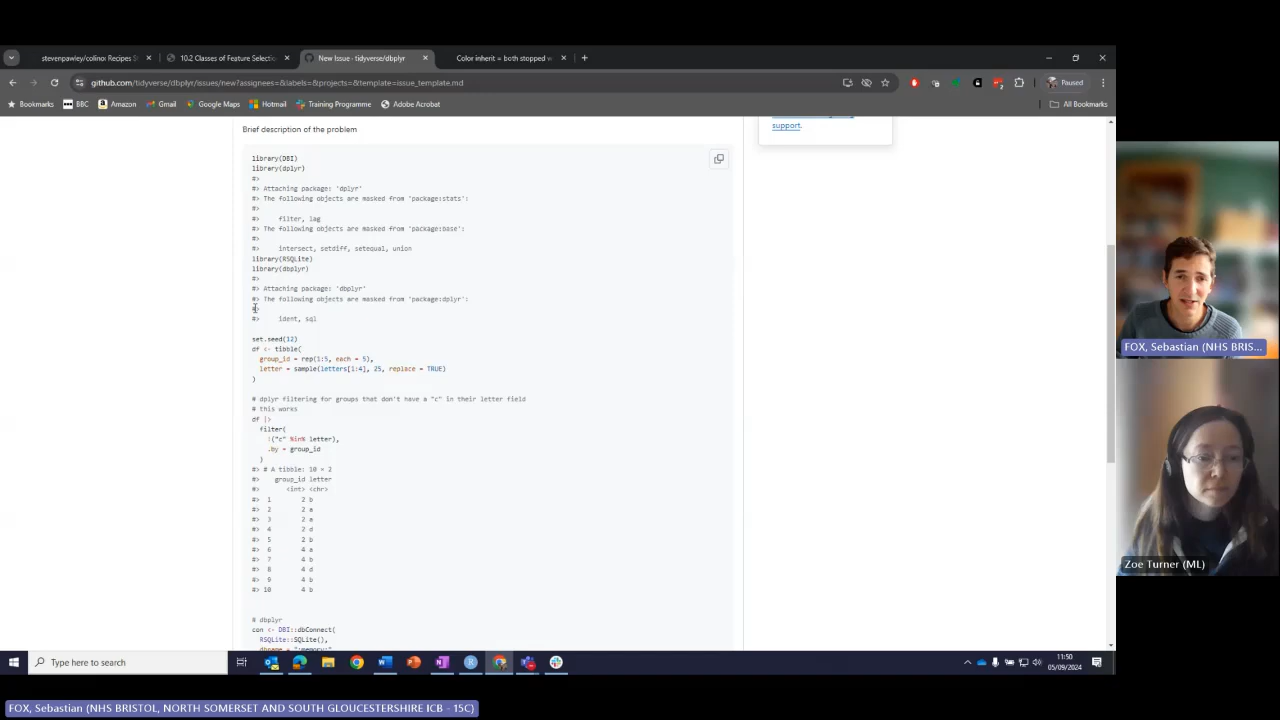 stevenpawley/colino: Recipes S
10.2 Classes of Feature Selectio
New Issue · tidyverse/dbplyr
Color inherit = both stopped w
github.com/tidyverse/dbplyr/issues/new?assignees=&labels=&projects=&template=issue_template.md
Paused
Bookmarks
BBC
Amazon
Gmail
Google Maps
Hotmail
Training Programme
Adobe Acrobat
All Bookmarks
support.
Brief description of the problem
library(DBI)
library(dplyr)
#>
#> Attaching package: 'dplyr'
#> The following objects are masked from 'package:stats':
#>
#>     filter, lag
#> The following objects are masked from 'package:base':
#>
#>     intersect, setdiff, setequal, union
library(RSQLite)
library(dbplyr)
#>
#> Attaching package: 'dbplyr'
#> The following objects are masked from 'package:dplyr':
#>
#>     ident, sql
set.seed(12)
df <- tibble(
  group_id = rep(1:5, each = 5),
  letter = sample(letters[1:4], 25, replace = TRUE)
)
# dplyr filtering for groups that don't have a "c" in their letter field
# this works
df |>
  filter(
    !("c" %in% letter),
    .by = group_id
  )
#> # A tibble: 10 × 2
#>    group_id letter
#>       <int> <chr>
#>  1        2 b
#>  2        2 a
#>  3        2 a
#>  4        2 d
#>  5        2 b
#>  6        4 a
#>  7        4 b
#>  8        4 d
#>  9        4 b
#> 10        4 b
# dbplyr
con <- DBI::dbConnect(
  RSQLite::SQLite(),
  dbname = ":memory:"
FOX, Sebastian (NHS BRIS...
Zoe Turner (ML)
Type here to search
11:50
05/09/2024
FOX, Sebastian (NHS BRISTOL, NORTH SOMERSET AND SOUTH GLOUCESTERSHIRE ICB - 15C)